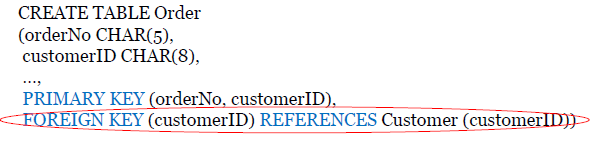 CREATE TABLE Order
(orderNo CHAR(5),
customerID CHAR(8),
...,
PRIMARY KEY (orderNo, customerID),
FOREIGN KEY (customerID) REFERENCES Customer (customerID))